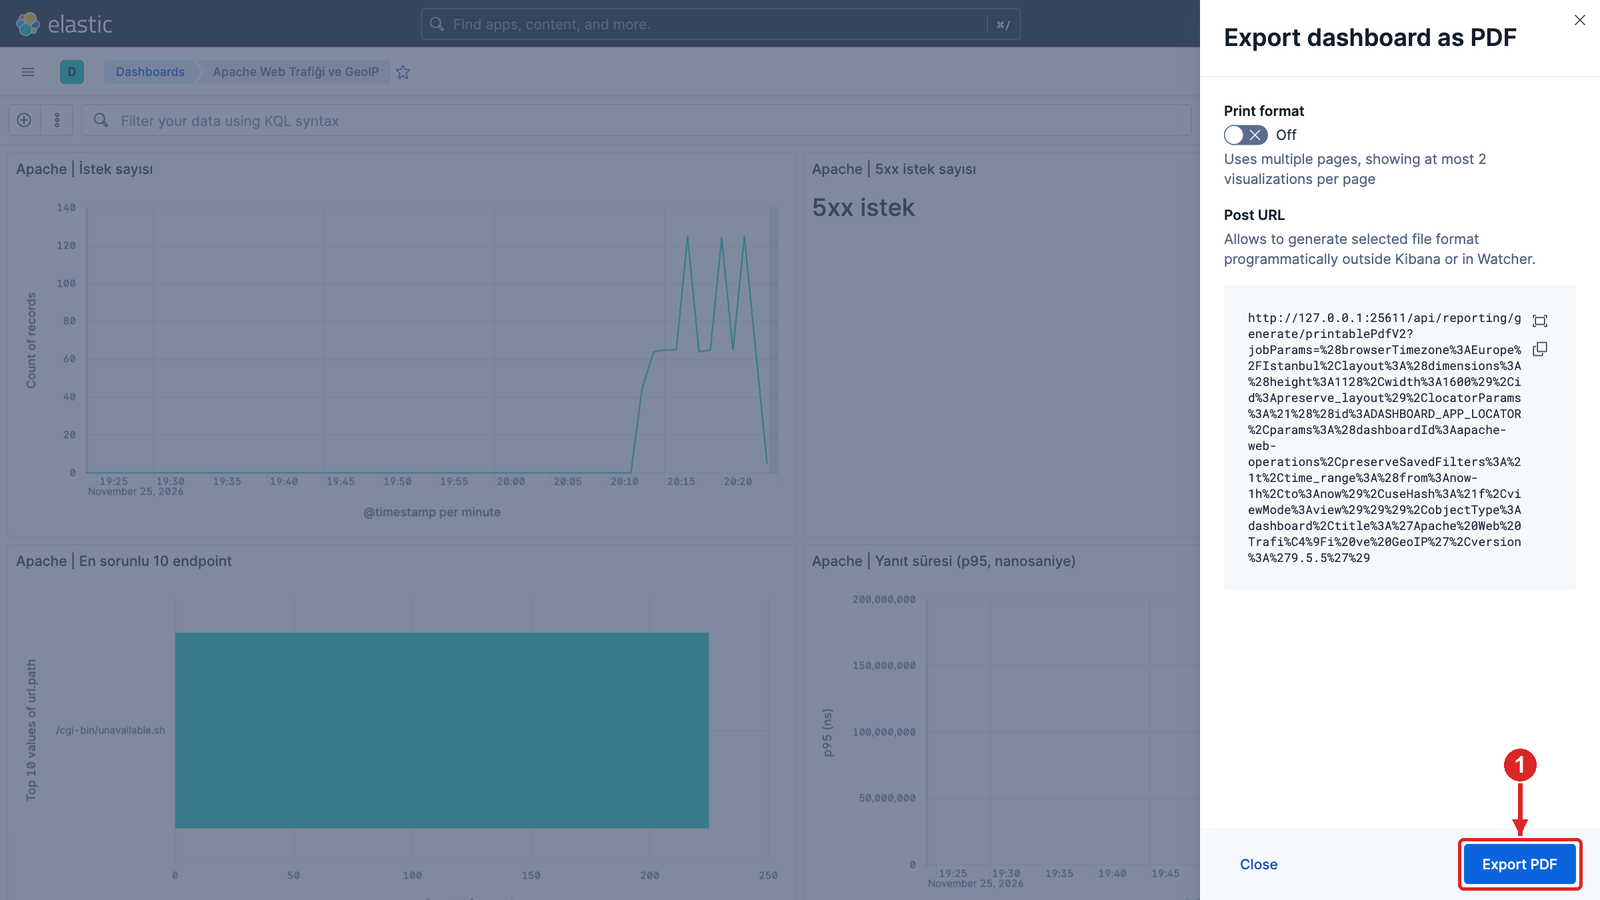 elastic
Find apps, content, and more.
⌘/
Export dashboard as PDF
D
Dashboards
Apache Web Trafiği ve GeoIP
Filter your data using KQL syntax
Print format
Off
Uses multiple pages, showing at most 2
visualizations per page
Post URL
Allows to generate selected file format
programmatically outside Kibana or in Watcher.
http://127.0.0.1:25611/api/reporting/g
enerate/printablePdfV2?
jobParams=%28browserTimezone%3AEurope%
2FIstanbul%2Clayout%3A%28dimensions%3A
%28height%3A1128%2Cwidth%3A1600%29%2Ci
d%3Apreserve_layout%29%2ClocatorParams
%3A%21%28%28id%3ADASHBOARD_APP_LOCATOR
%2Cparams%3A%28dashboardId%3Aapache-
web-
operations%2CpreserveSavedFilters%3A%2
1t%2Ctime_range%3A%28from%3Anow-
1h%2Cto%3Anow%29%2CuseHash%3A%21f%2Cvi
ewMode%3Aview%29%29%29%2CobjectType%3A
dashboard%2Ctitle%3A%27Apache%20Web%20
Trafi%C4%9Fi%20ve%20GeoIP%27%2Cversion
%3A%279.5.5%27%29
Apache | İstek sayısı
Count of records
140
120
100
80
60
40
20
0
19:25 19:30 19:35 19:40 19:45 19:50 19:55 20:00 20:05 20:10 20:15 20:20
November 25, 2026
@timestamp per minute
Apache | 5xx istek sayısı
5xx istek
Apache | En sorunlu 10 endpoint
Top 10 values of url.path
/cgi-bin/unavailable.sh
0 50 100 150 200 250
Apache | Yanıt süresi (p95, nanosaniye)
p95 (ns)
200,000,000
150,000,000
100,000,000
50,000,000
0
19:25 19:30 19:35 19:40 19:45
November 25, 2026
1
Close
Export PDF